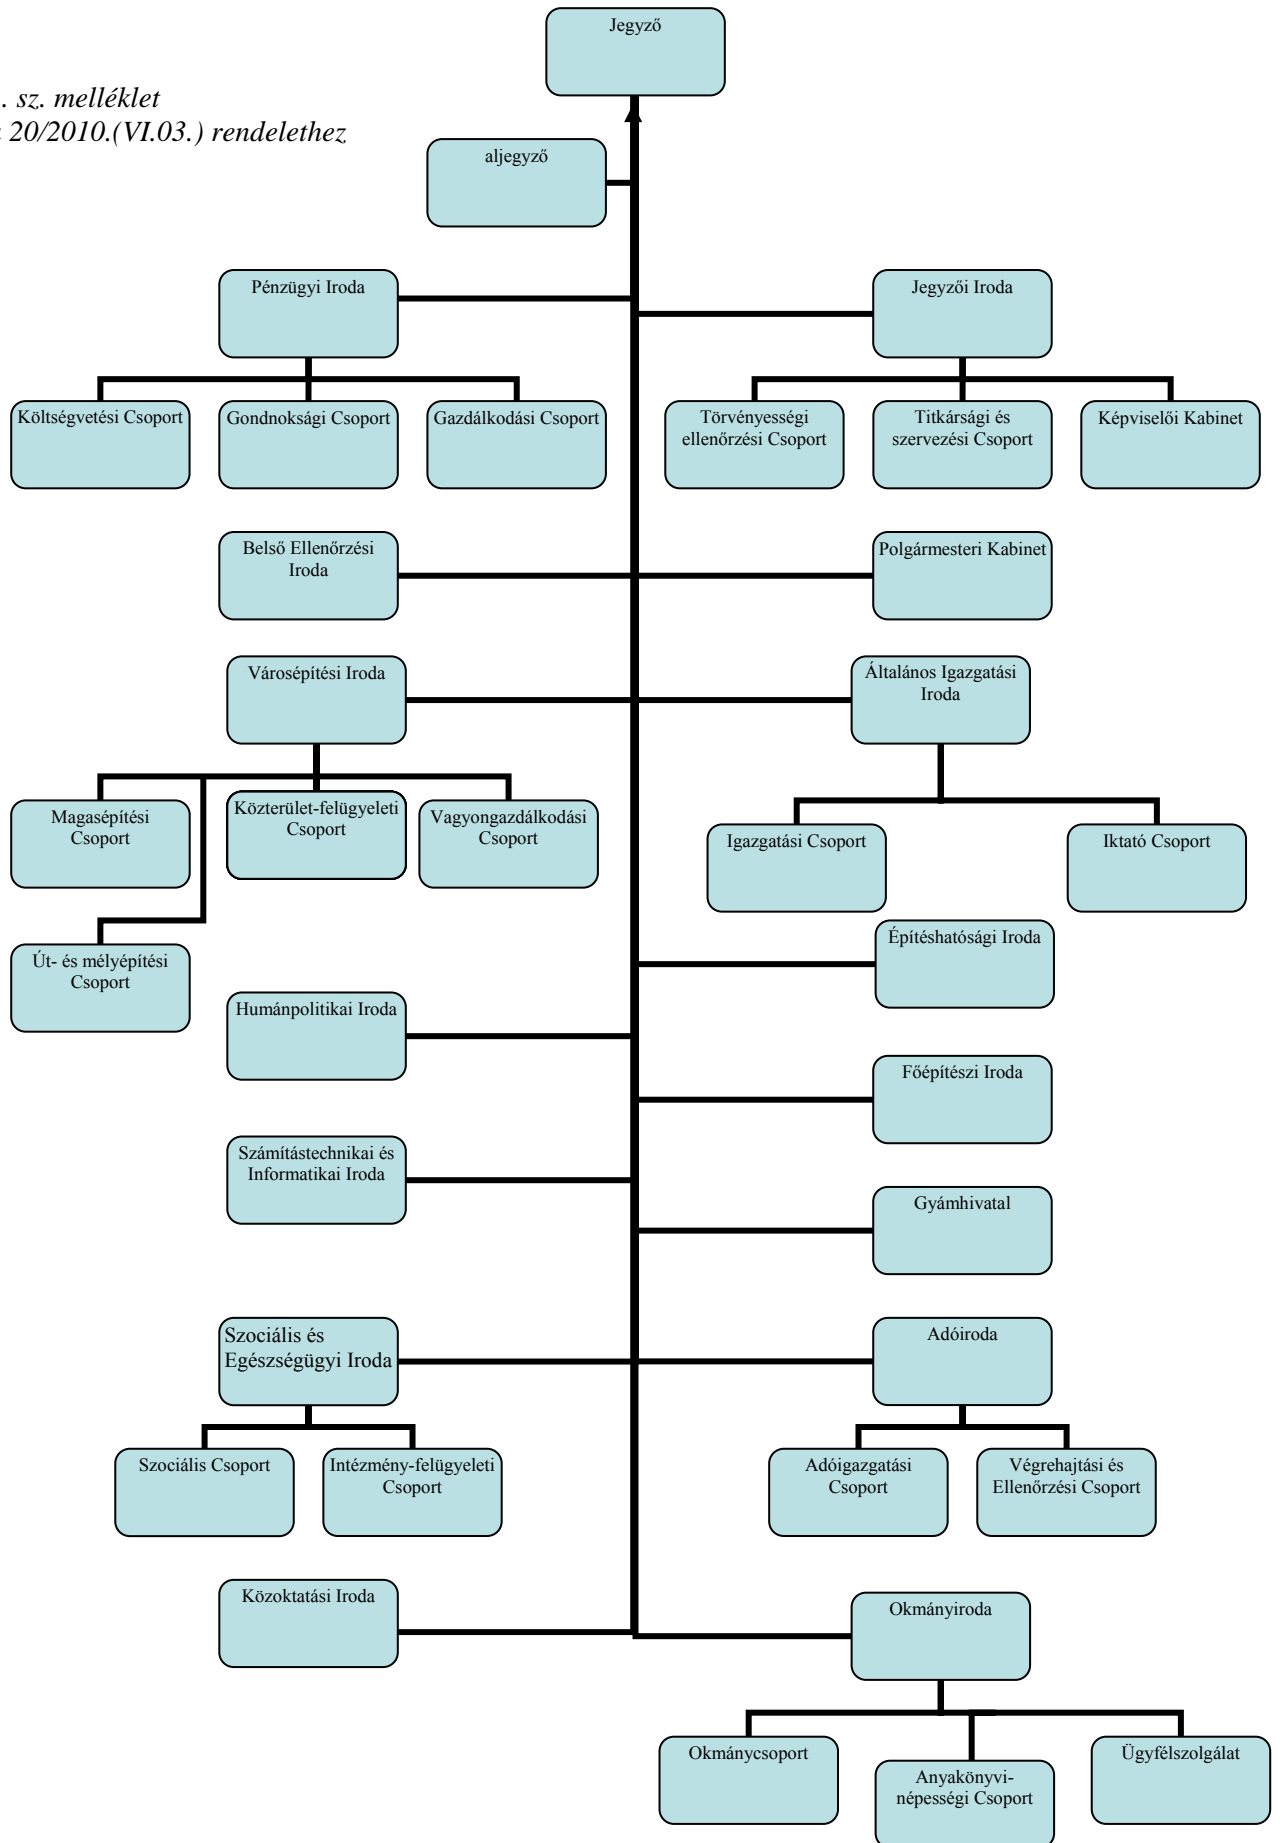 Jegyző
. sz. melléklet
20/2010.(VI.03.) rendelethez
aljegyző
Pénzügyi Iroda
Jegyzői Iroda
Költségvetési Csoport
Gondnoksági Csoport
Gazdálkodási Csoport
Törvényességi
ellenőrzési Csoport
Titkársági és
szervezési Csoport
Képviselői Kabinet
Belső Ellenőrzési
Iroda
Polgármesteri Kabinet
Városépítési Iroda
Általános Igazgatási
Iroda
Magasépítési
Csoport
Közterület-felügyeleti
Csoport
Vagyongazdálkodási
Csoport
Igazgatási Csoport
Iktató Csoport
Út- és mélyépítési
Csoport
Építéshatósági Iroda
Humánpolitikai Iroda
Főépítészi Iroda
Számítástechnikai és
Informatikai Iroda
Gyámhivatal
Szociális és
Egészségügyi Iroda
Adóiroda
Szociális Csoport
Intézmény-felügyeleti
Csoport
Adóigazgatási
Csoport
Végrehajtási és
Ellenőrzési Csoport
Közoktatási Iroda
Okmányiroda
Okmánycsoport
Anyakönyvi-
népességi Csoport
Ügyfélszolgálat